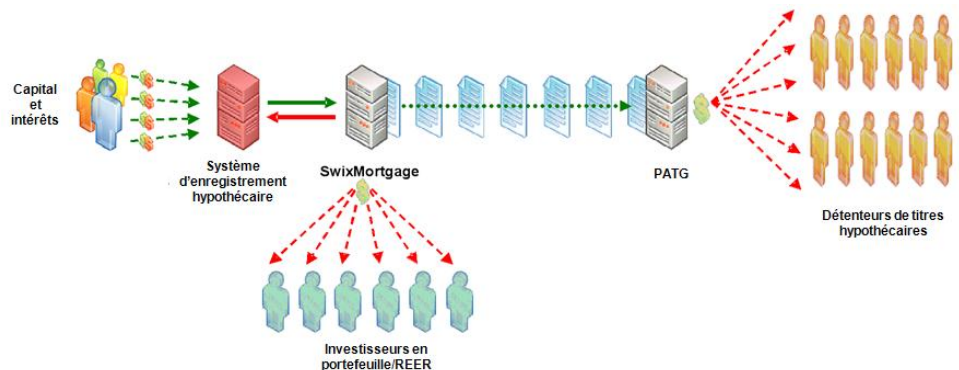 Capital
et
intérêts
Système
d'enregistrement
hypothécaire
SwixMortgage
PATG
Détenteurs de titres
hypothécaires
Investisseurs en
portefeuille/REER